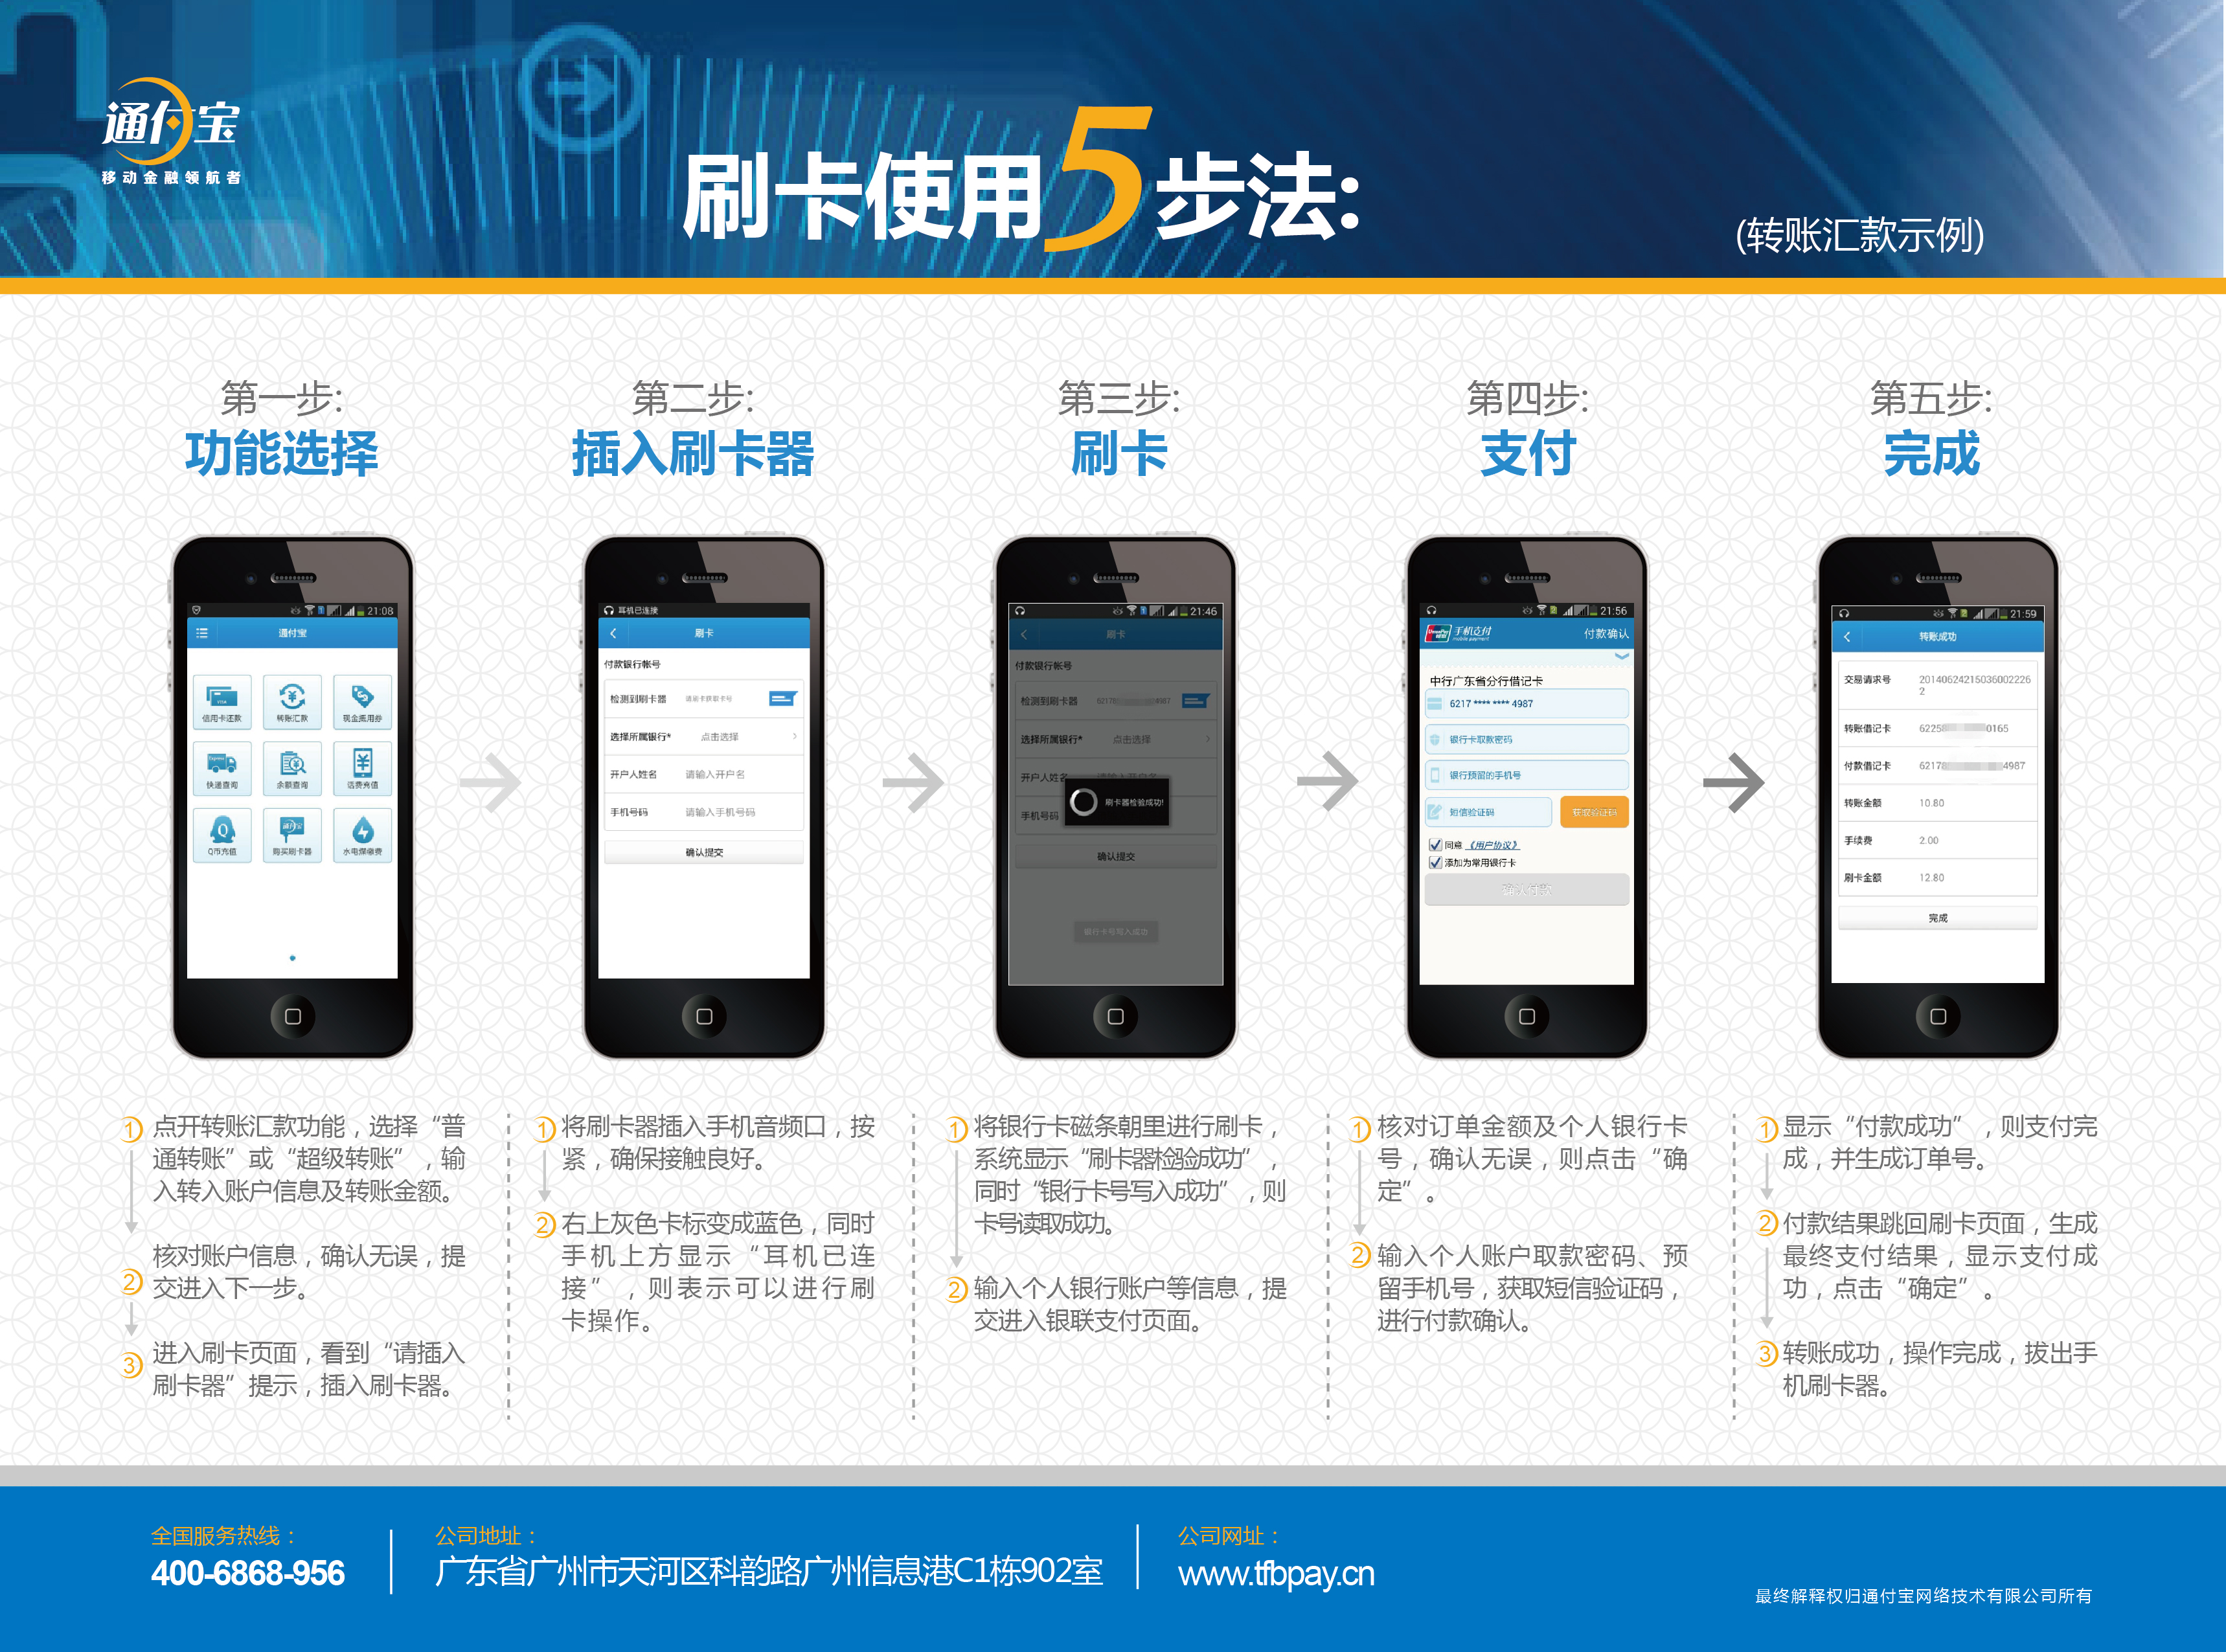 通付宝
移动金融领航者
刷卡使用5步法:
(转账汇款示例)
第一步:
功能选择
第二步:
插入刷卡器
第三步:
刷卡
第四步:
支付
第五步:
完成
21:08
通付宝
信用卡还款
转账汇款
现金抵用券
快递查询
余额查询
话费充值
Q币充值
购买刷卡器
水电煤缴费
耳机已连接
刷卡
付款银行帐号
检测到刷卡器 请刷卡获取卡号
选择所属银行* 点击选择
开户人姓名 请输入开户名
手机号码 请输入手机号码
确认提交
21:46
刷卡
付款银行帐号
检测到刷卡器 6217 4987
选择所属银行* 点击选择
开户人姓名
刷卡器检验成功!
手机号码
确认提交
银行卡号写入成功
21:56
手机支付 付款确认
mobile payment
中行广东省分行借记卡
6217 **** **** 4987
银行卡取款密码
银行预留的手机号
短信验证码 获取验证码
同意 《用户协议》
添加为常用银行卡
确认付款
21:59
转账成功
交易请求号 20140624215036002226
2
转账借记卡 6225 0165
付款借记卡 6217 4987
转账金额 10.80
手续费 2.00
刷卡金额 12.80
完成
1 点开转账汇款功能，选择“普
通转账”或“超级转账”，输
入转入账户信息及转账金额。
2 核对账户信息，确认无误，提
交进入下一步。
3 进入刷卡页面，看到“请插入
刷卡器”提示，插入刷卡器。
1 将刷卡器插入手机音频口，按
紧，确保接触良好。
2 右上灰色卡标变成蓝色，同时
手机上方显示“耳机已连
接”，则表示可以进行刷
卡操作。
1 将银行卡磁条朝里进行刷卡，
系统显示“刷卡器检验成功”，
同时“银行卡号写入成功”，则
卡号读取成功。
2 输入个人银行账户等信息，提
交进入银联支付页面。
1 核对订单金额及个人银行卡
号，确认无误，则点击“确
定”。
2 输入个人账户取款密码、预
留手机号，获取短信验证码，
进行付款确认。
1 显示“付款成功”，则支付完
成，并生成订单号。
2 付款结果跳回刷卡页面，生成
最终支付结果，显示支付成
功，点击“确定”。
3 转账成功，操作完成，拔出手
机刷卡器。
全国服务热线：
400-6868-956
公司地址：
广东省广州市天河区科韵路广州信息港C1栋902室
公司网址：
www.tfbpay.cn
最终解释权归通付宝网络技术有限公司所有